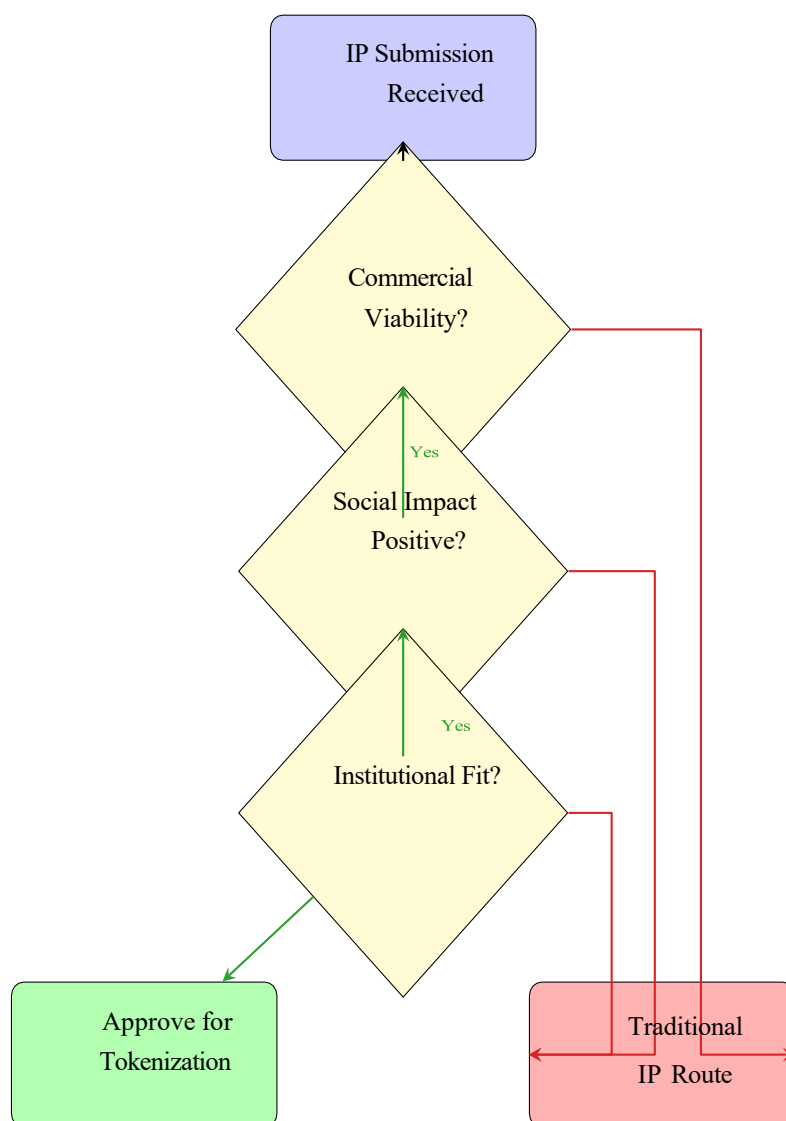 IP Submission
Received
Commercial
Viability?
Yes
Social Impact
Positive?
Yes
Institutional Fit?
Approve for
Tokenization
Traditional
IP Route